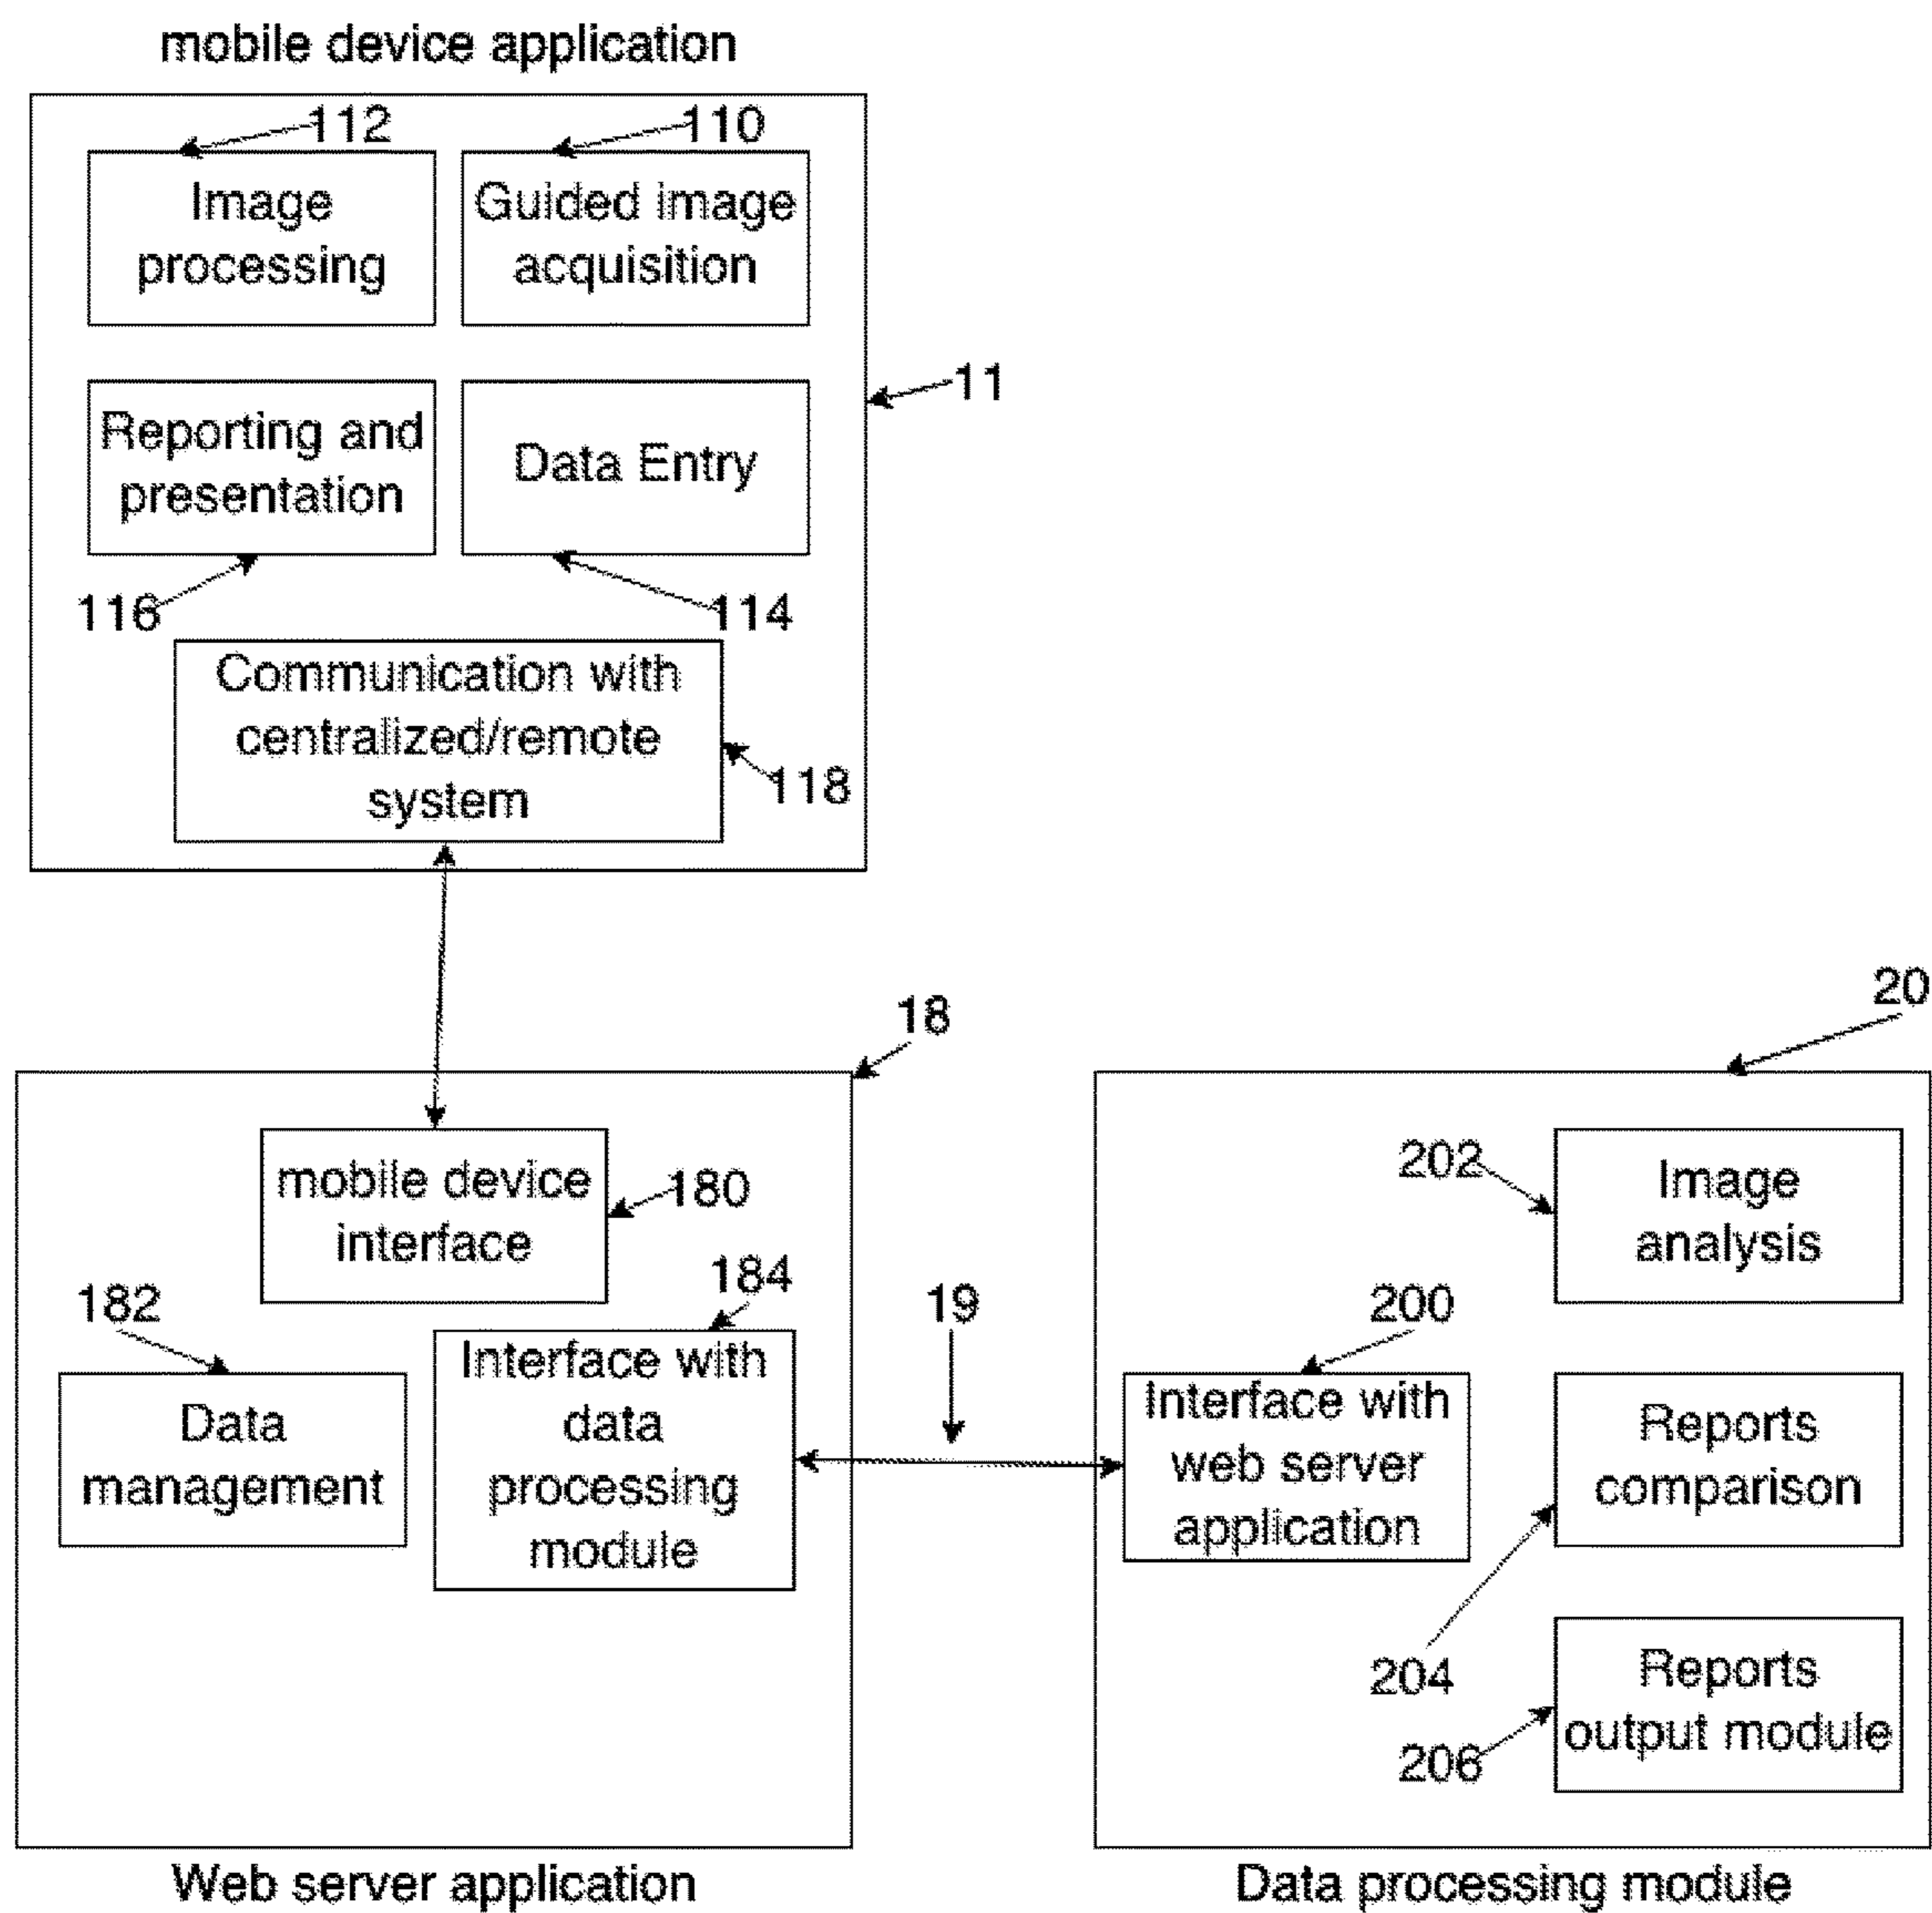 mobile device application
112
110
Image
processing
Guided image
acquisition
11
Reporting and
presentation
Data Entry
116
114
Communication with
centralized/remote
system
118
18
20
mobile device
interface
180
202
Image
analysis
182
184
19
200
Data
management
Interface with
data
processing
module
Interface with
web server
application
Reports
comparison
204
Reports
output module
206
Web server application
Data processing module